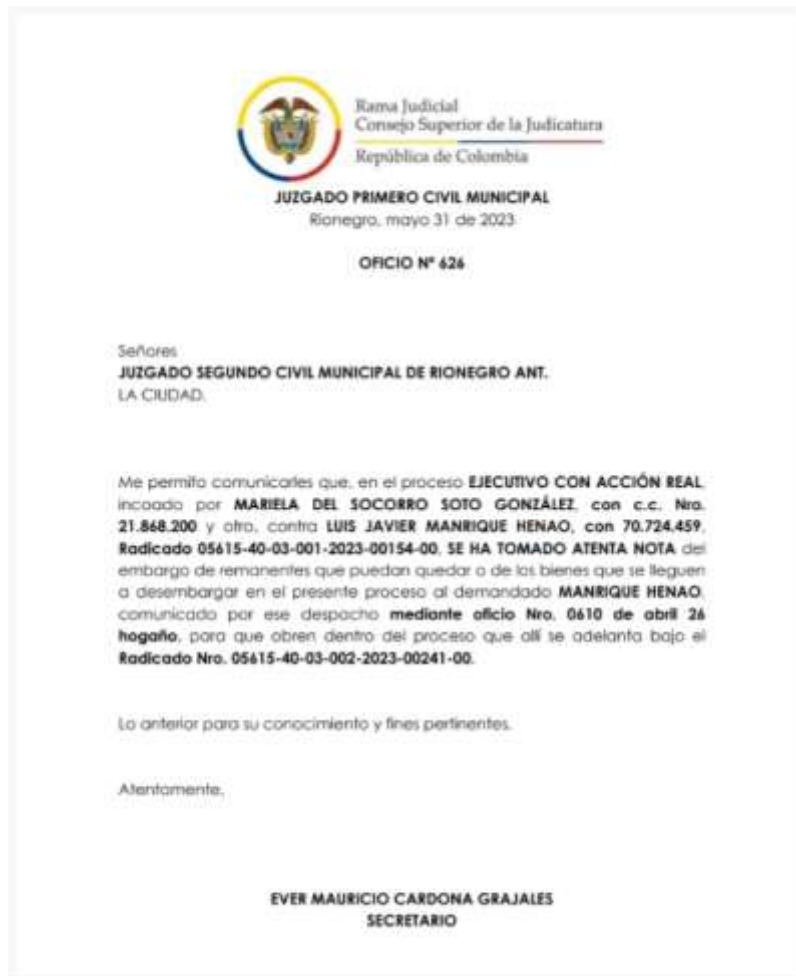 Rama Judicial
Consejo Superior de la Judicatura
República de Colombia
JUZGADO PRIMERO CIVIL MUNICIPAL
Rionegro, mayo 31 de 2023
OFICIO Nº 626
Señores
JUZGADO SEGUNDO CIVIL MUNICIPAL DE RIONEGRO ANT.
LA CIUDAD.
Me permito comunicarles que, en el proceso EJECUTIVO CON ACCIÓN REAL
incoado por MARIELA DEL SOCORRO SOTO GONZÁLEZ, con c.c. Nro.
21.868.200 y otro, contra LUIS JAVIER MANRIQUE HENAO, con 70.724.459,
Radicado 05615-40-03-001-2023-00154-00, SE HA TOMADO ATENTA NOTA del
embargo de remanentes que puedan quedar o de los bienes que se lleguen
a desembargar en el presente proceso al demandado MANRIQUE HENAO,
comunicado por ese despacho mediante oficio Nro. 0610 de abril 26
hogaño, para que obren dentro del proceso que allí se adelanta bajo el
Radicado Nro. 05615-40-03-002-2023-00241-00.
Lo anterior para su conocimiento y fines pertinentes.
Atentamente,
EVER MAURICIO CARDONA GRAJALES
SECRETARIO